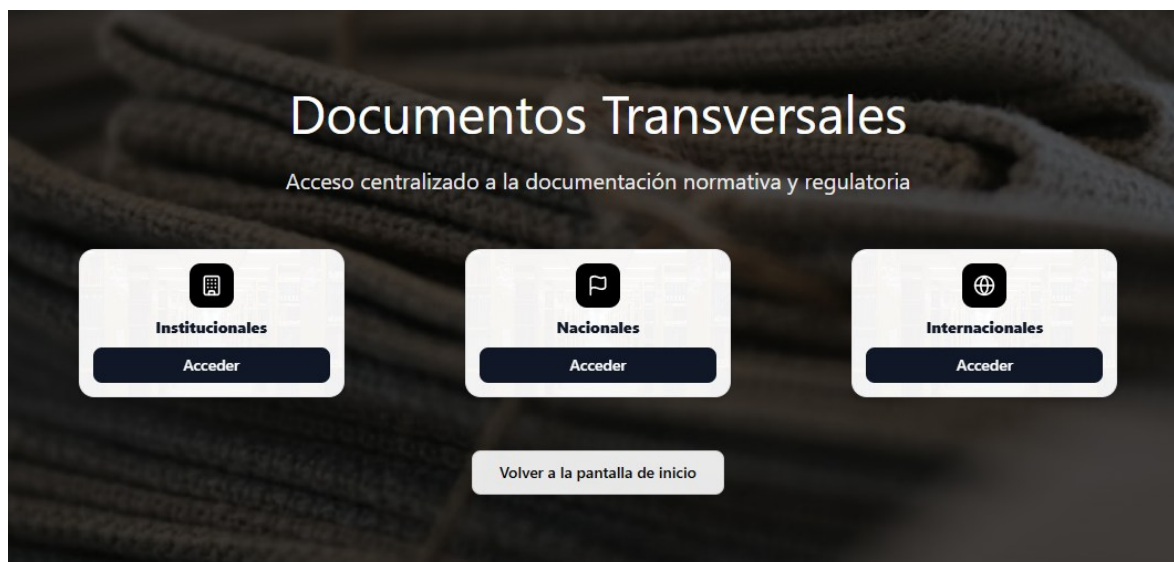 Documentos Transversales
Acceso centralizado a la documentación normativa y regulatoria
Institucionales
Acceder
Nacionales
Acceder
Internacionales
Acceder
Volver a la pantalla de inicio